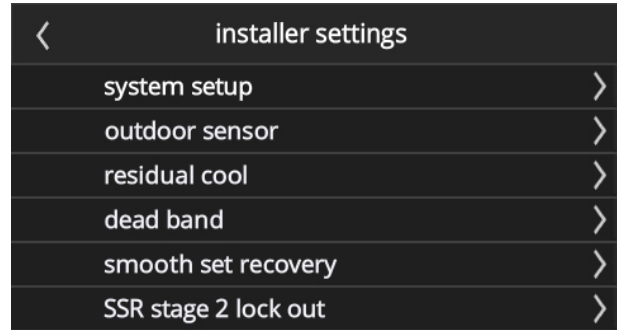 installer settings
system setup
outdoor sensor
residual cool
dead band
smooth set recovery
SSR stage 2 lock out